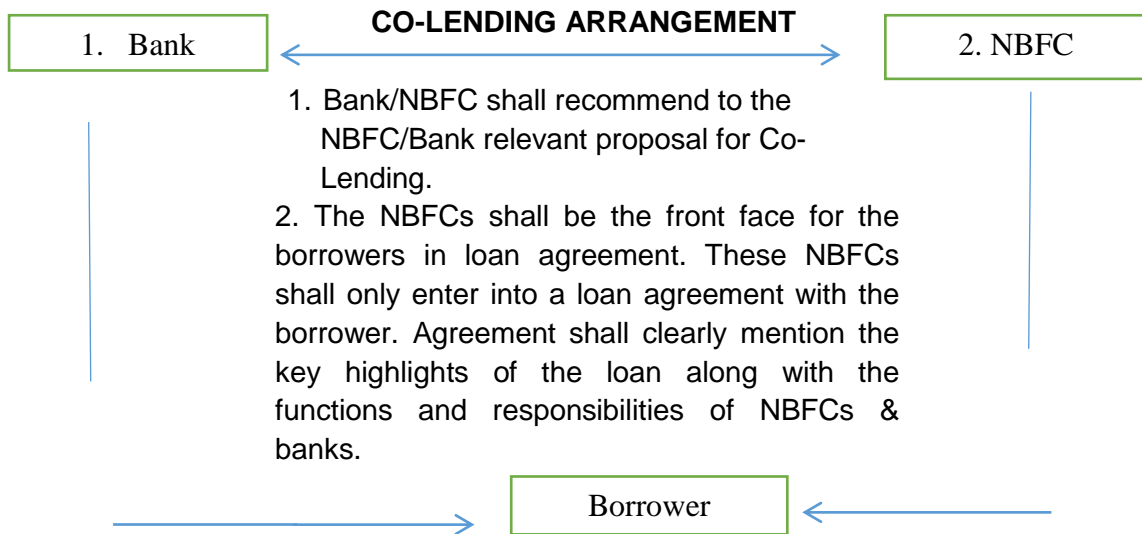 CO-LENDING ARRANGEMENT
1. Bank
2. NBFC
1. Bank/NBFC shall recommend to the
NBFC/Bank relevant proposal for Co-
Lending.
2. The NBFCs shall be the front face for the
borrowers in loan agreement. These NBFCs
shall only enter into a loan agreement with the
borrower. Agreement shall clearly mention the
key highlights of the loan along with the
functions and responsibilities of NBFCs &
banks.
Borrower